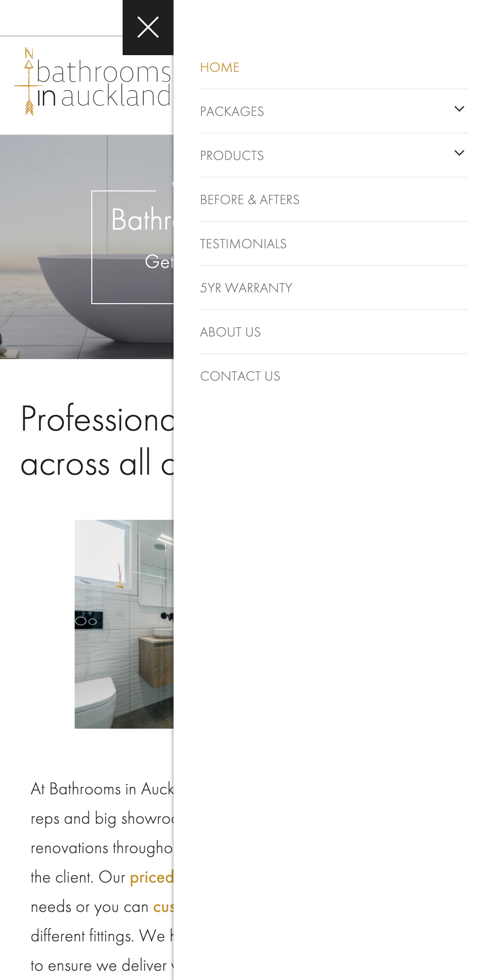 N
bathrooms
in auckland
HOME
PACKAGES
PRODUCTS
BEFORE & AFTERS
TESTIMONIALS
5YR WARRANTY
ABOUT US
CONTACT US
Bathr
Get
Professiona
across all o
At Bathrooms in Auck
reps and big showroo
renovations throughо
the client. Our priced
needs or you can cus
different fittings. We h
to ensure we deliver